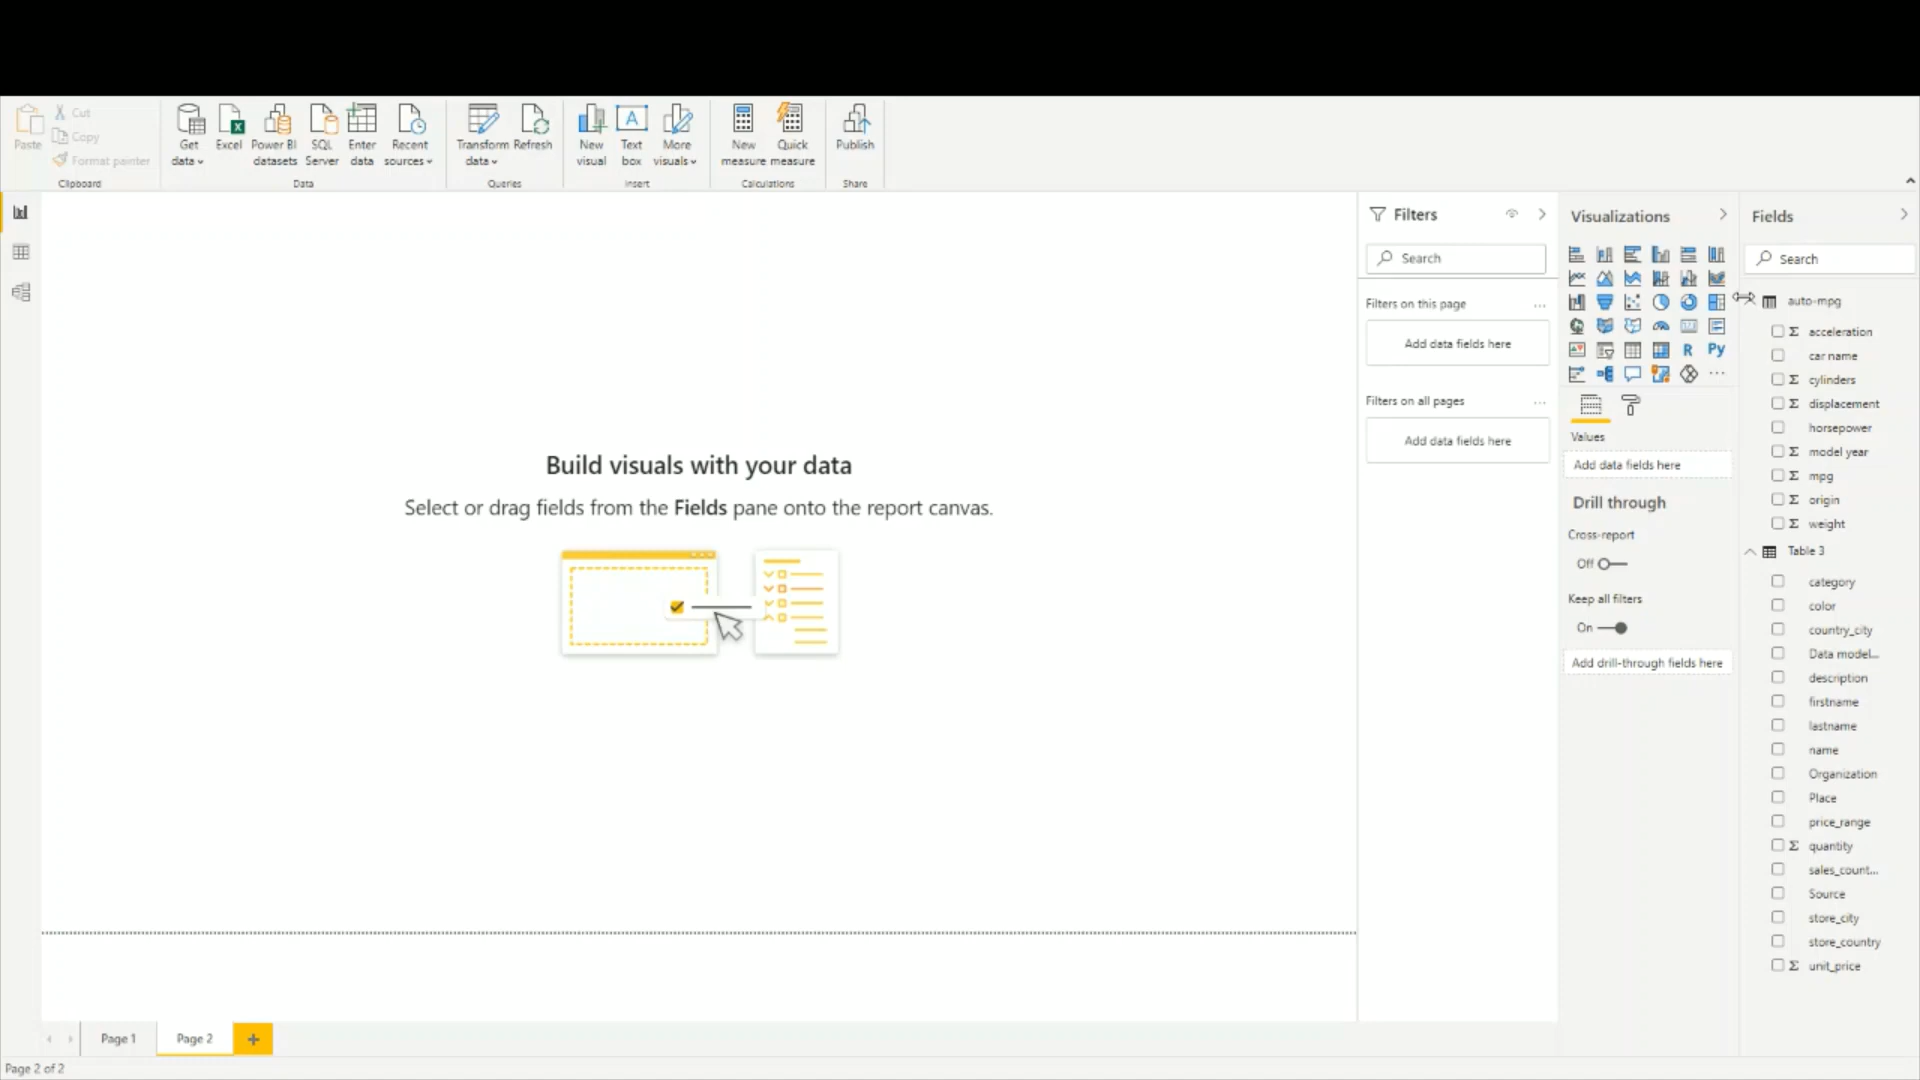 Paste
Cut
Copy
Format painter
Clipboard
Get data
Excel
Power BI datasets
SQL Server
Enter data
Recent sources
Data
Transform data
Refresh
Queries
New visual
A
Text box
More visuals
Insert
New measure
Quick measure
Calculations
Publish
Share
Build visuals with your data
Select or drag fields from the Fields pane onto the report canvas.
Filters
Search
Filters on this page
...
Add data fields here
Filters on all pages
...
Add data fields here
Visualizations
R
Py
...
Values
Add data fields here
Drill through
Cross-report
Off
Keep all filters
On
Add drill-through fields here
Fields
Search
auto-mpg
Σ acceleration
car name
Σ cylinders
Σ displacement
horsepower
Σ model year
Σ mpg
Σ origin
Σ weight
Table 3
category
color
country_city
Data model...
description
firstname
lastname
name
Organization
Place
price_range
Σ quantity
sales_count...
Source
store_city
store_country
Σ unit_price
Page 1
Page 2
+
Page 2 of 2